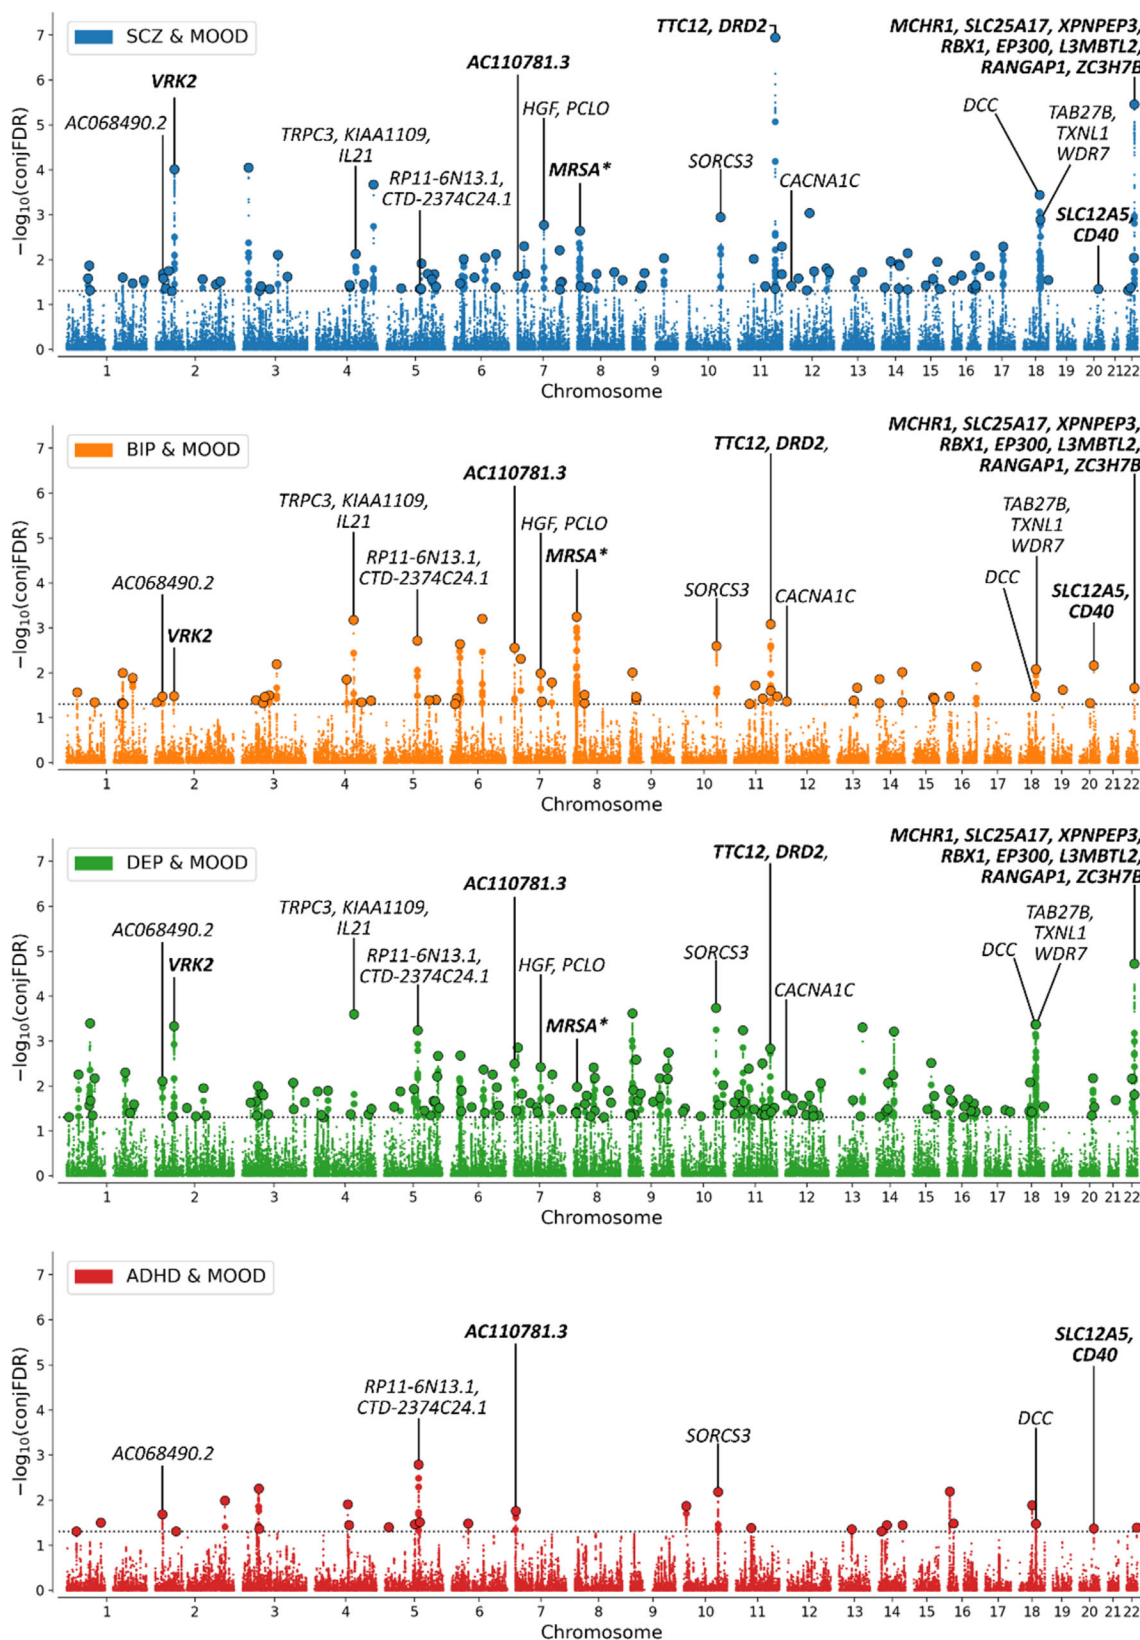 SCZ & MOOD
TTC12, DRD2
MCHR1, SLC25A17, XPNPEP3,
RBX1, EP300, L3MBTL2,
RANGAP1, ZC3H7B
VRK2
AC110781.3
AC068490.2
TRPC3, KIAA1109,
IL21
HGF, PCLO
DCC
TAB27B,
TXNL1
WDR7
RP11-6N13.1,
CTD-2374C24.1
MRSA*
SORCS3
CACNA1C
SLC12A5,
CD40
−log10(conjFDR)
7
6
5
4
3
2
1
0
1 2 3 4 5 6 7 8 9 10 11 12 13 14 15 16 17 18 19 20 21 22
Chromosome
BIP & MOOD
MCHR1, SLC25A17, XPNPEP3,
RBX1, EP300, L3MBTL2,
RANGAP1, ZC3H7B
TTC12, DRD2,
AC110781.3
TRPC3, KIAA1109,
IL21
HGF, PCLO
TAB27B,
TXNL1
WDR7
RP11-6N13.1,
CTD-2374C24.1
MRSA*
AC068490.2
VRK2
SORCS3
CACNA1C
DCC
SLC12A5,
CD40
−log10(conjFDR)
7
6
5
4
3
2
1
0
1 2 3 4 5 6 7 8 9 10 11 12 13 14 15 16 17 18 19 20 21 22
Chromosome
DEP & MOOD
MCHR1, SLC25A17, XPNPEP3,
RBX1, EP300, L3MBTL2,
RANGAP1, ZC3H7B
TTC12, DRD2,
AC110781.3
TRPC3, KIAA1109,
IL21
AC068490.2
VRK2
RP11-6N13.1,
CTD-2374C24.1
HGF, PCLO
MRSA*
SORCS3
CACNA1C
DCC
TAB27B,
TXNL1
WDR7
−log10(conjFDR)
7
6
5
4
3
2
1
0
1 2 3 4 5 6 7 8 9 10 11 12 13 14 15 16 17 18 19 20 21 22
Chromosome
ADHD & MOOD
AC110781.3
SLC12A5,
CD40
RP11-6N13.1,
CTD-2374C24.1
AC068490.2
SORCS3
DCC
−log10(conjFDR)
7
6
5
4
3
2
1
0
1 2 3 4 5 6 7 8 9 10 11 12 13 14 15 16 17 18 19 20 21 22
Chromosome